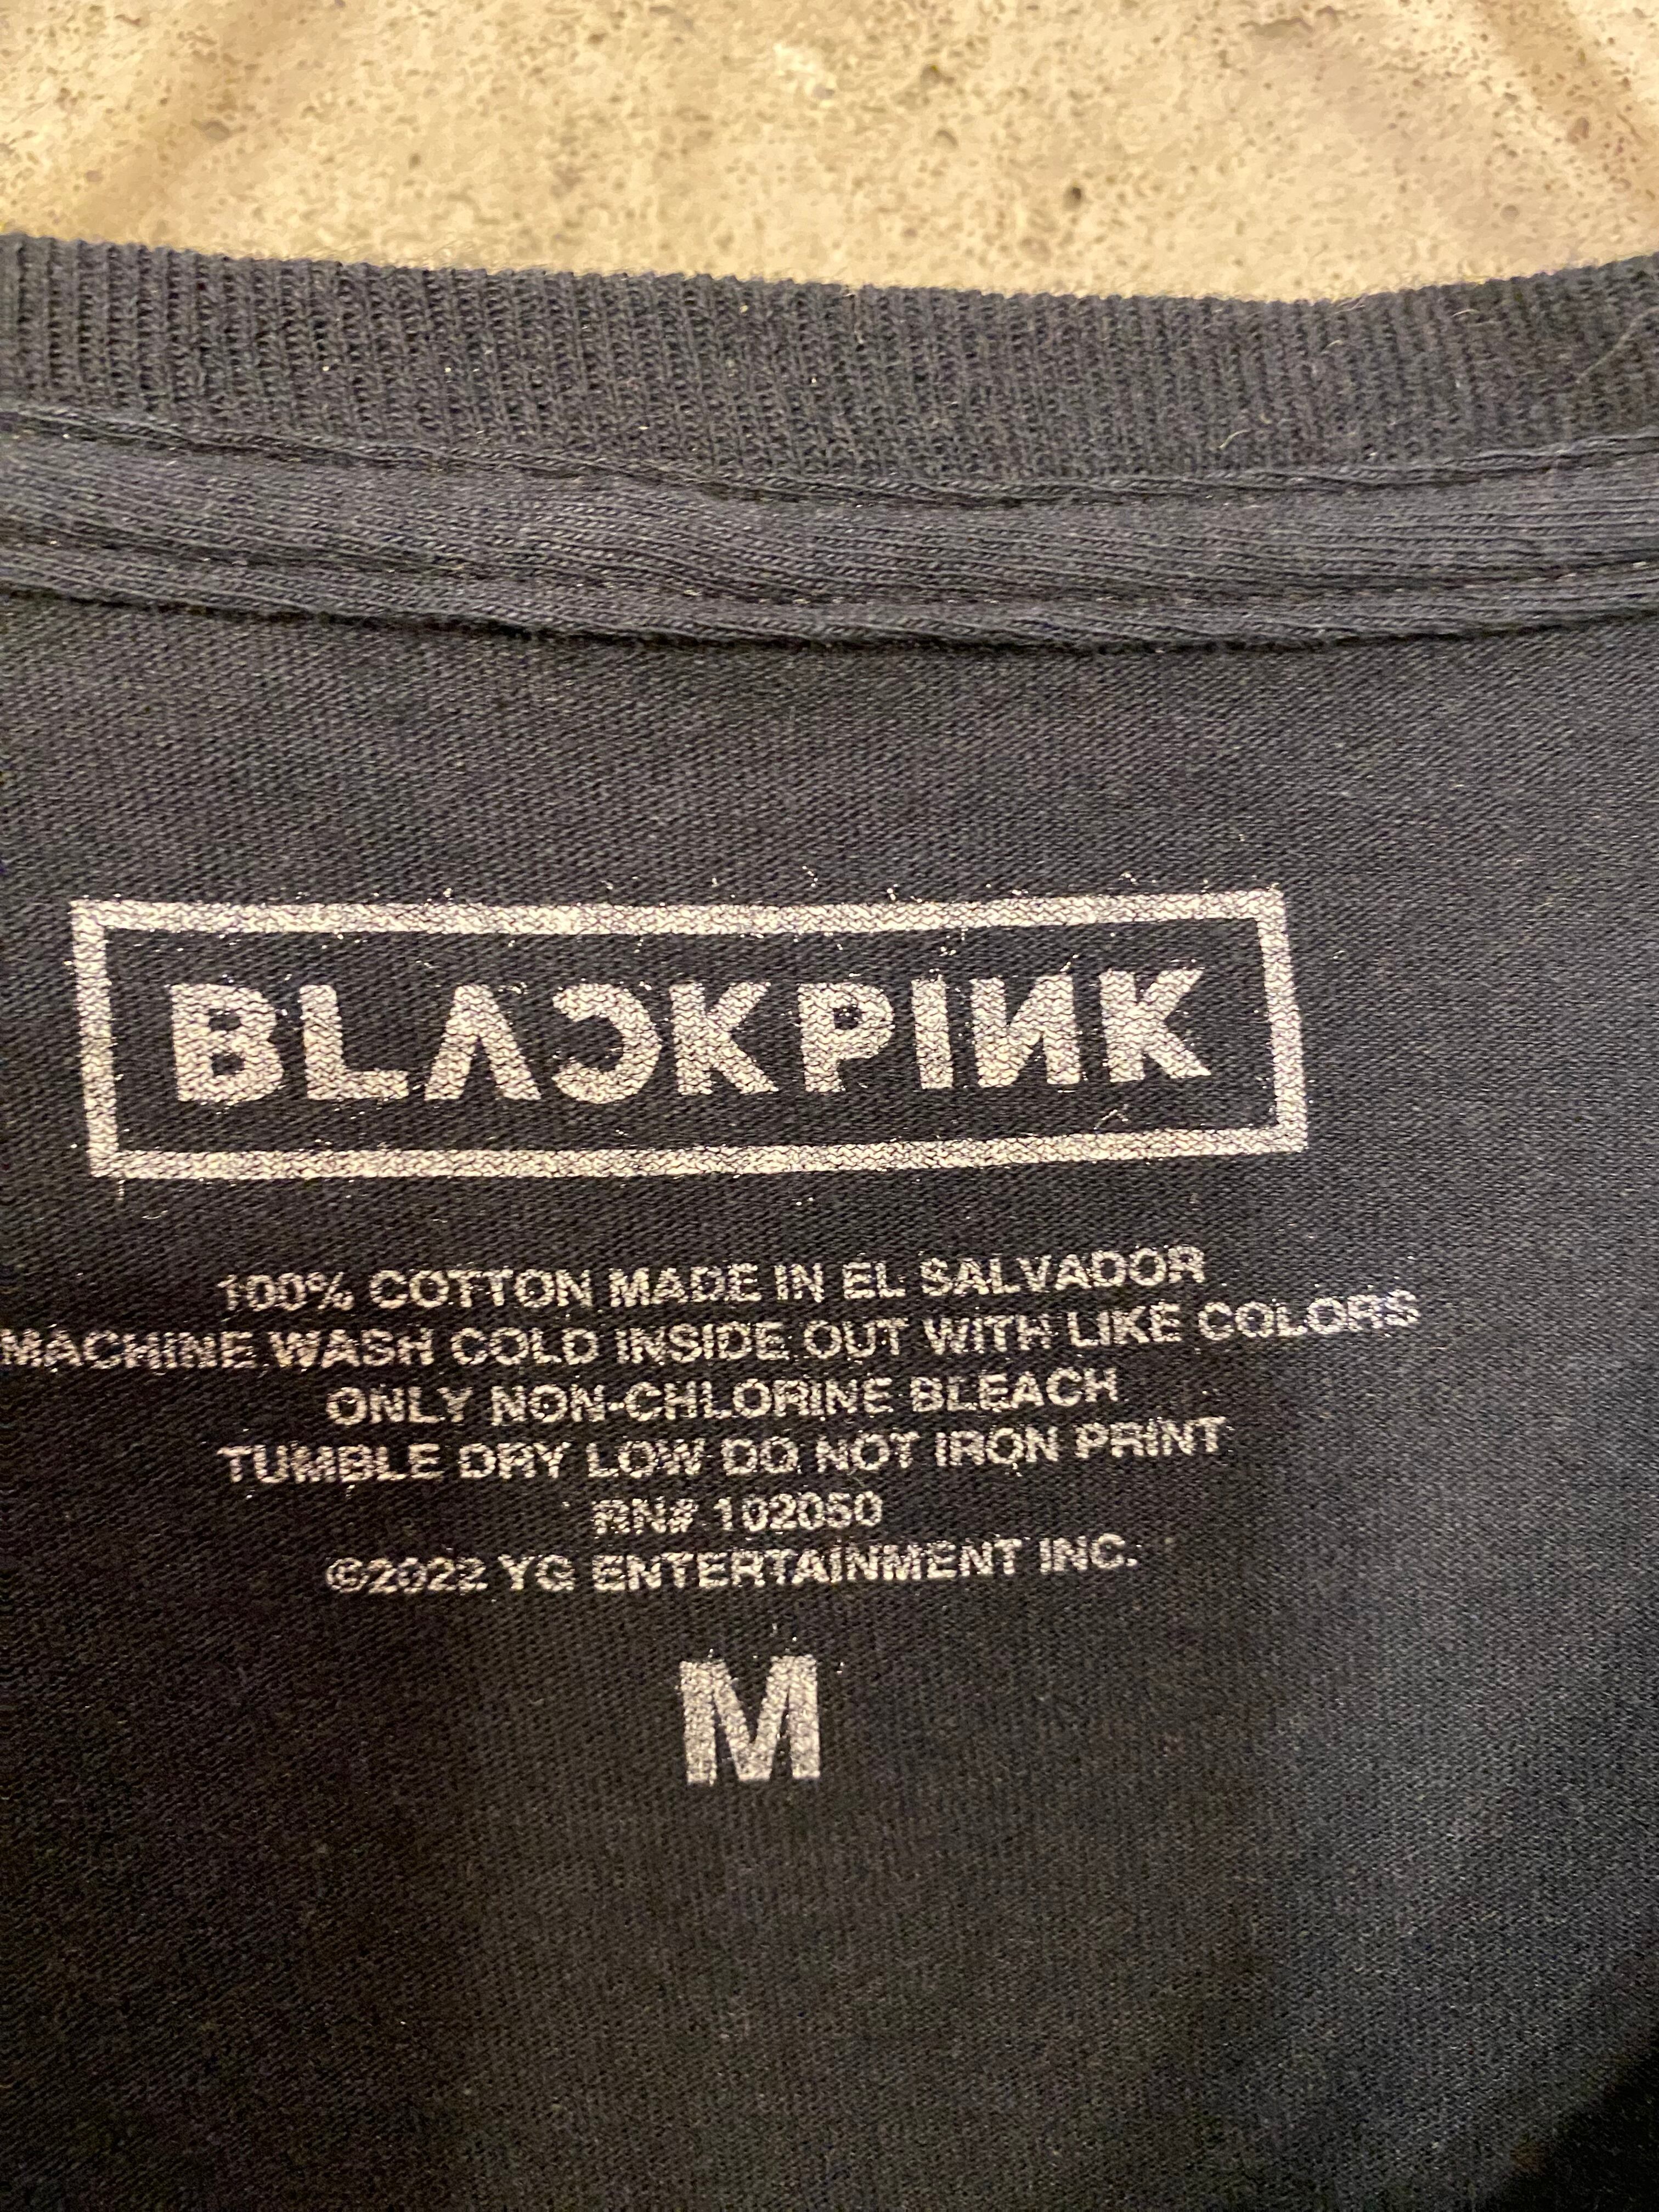 BLACKPINK
100% COTTON MADE IN EL SALVADOR
MACHINE WASH COLD INSIDE OUT WITH LIKE COLORS
ONLY NON-CHLORINE BLEACH
TUMBLE DRY LOW DO NOT IRON PRINT
RN# 102050
©2022 YG ENTERTAINMENT INC.
M